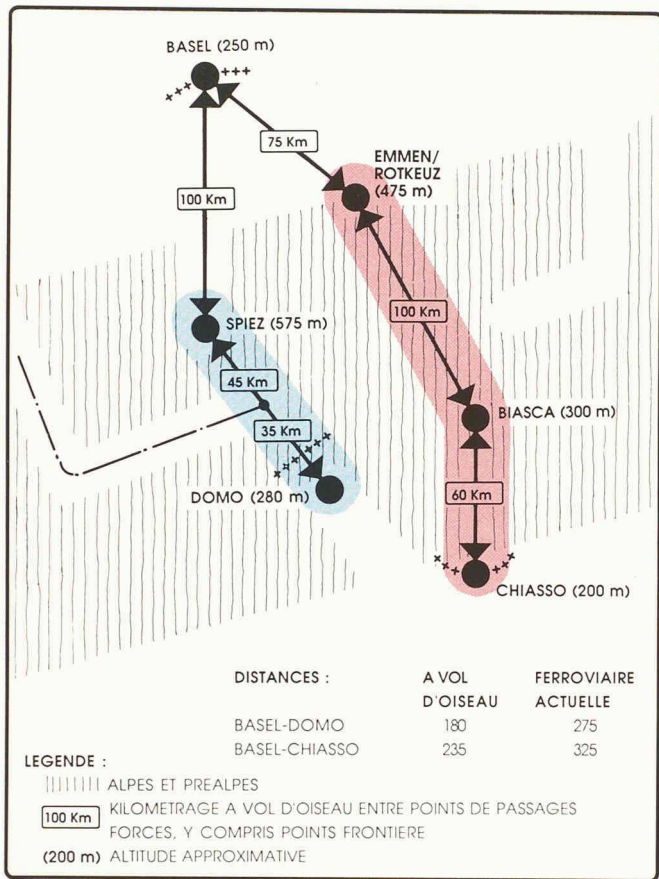 BASEL (250 m)
75 Km
EMMEN/
ROTKEUZ
(475 m)
100 Km
SPIEZ (575 m)
100 Km
45 Km
35 Km
BIASCA (300 m)
DOMO (280 m)
60 Km
CHIASSO (200 m)
DISTANCES : A VOL FERROVIAIRE
D'OISEAU ACTUELLE
BASEL-DOMO 180 275
BASEL-CHIASSO 235 325
LEGENDE :
ALPES ET PREALPES
100 Km KILOMETRAGE A VOL D'OISEAU ENTRE POINTS DE PASSAGES
FORCES, Y COMPRIS POINTS FRONTIERE
(200 m) ALTITUDE APPROXIMATIVE